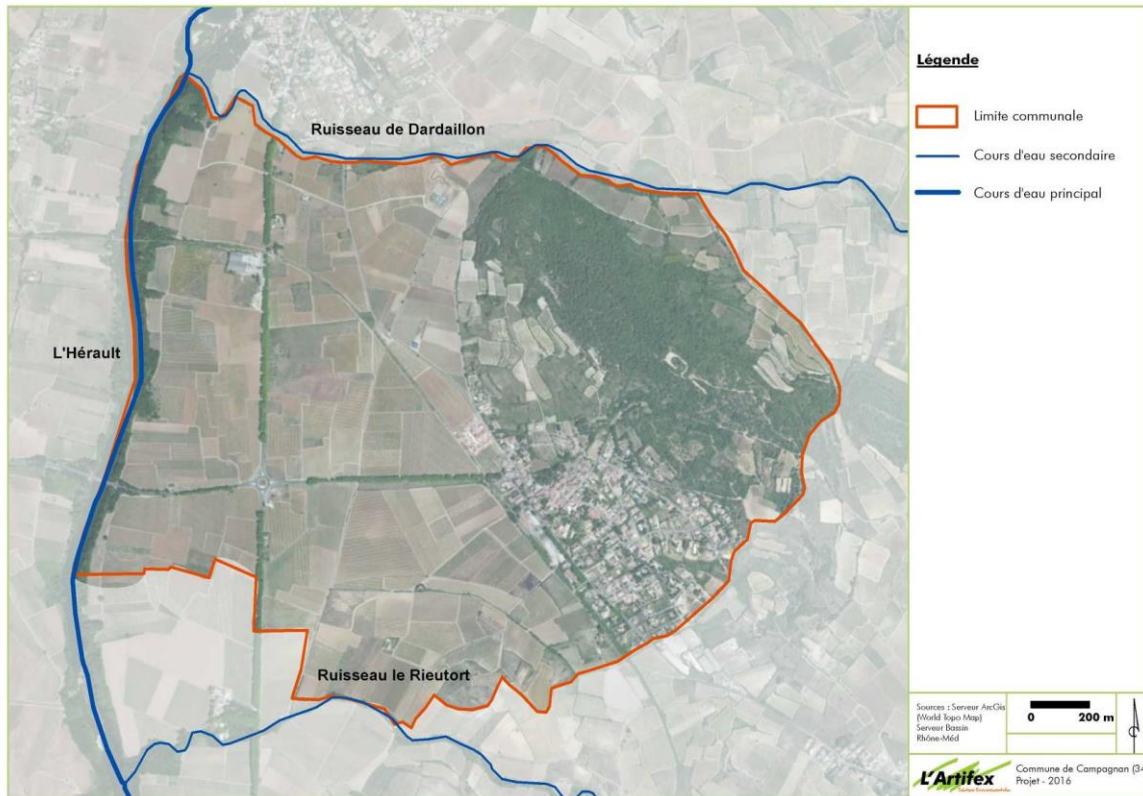 Ruisseau de Dardaillon
L'Hérault
Ruisseau le Rieutort
Légende
Limite communale
Cours d'eau secondaire
Cours d'eau principal
Sources : Serveur ArcGis
(World Topo Map)
Serveur Bassin
Rhône-Méd
0 200 m
L'Artifex
Commune de Campagnan (34
Projet - 2016